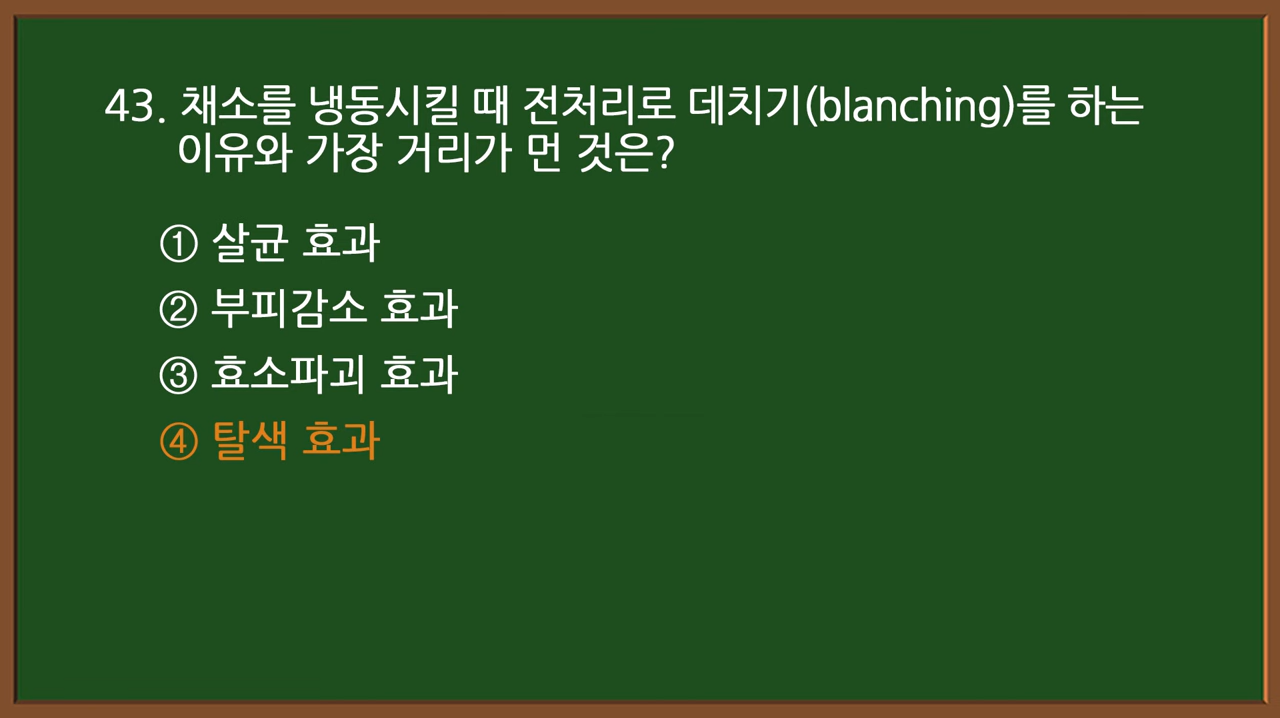 43. 채소를 냉동시킬 때 전처리로 데치기(blanching)를 하는
이유와 가장 거리가 먼 것은?
① 살균 효과
② 부피감소 효과
③ 효소파괴 효과
④ 탈색 효과